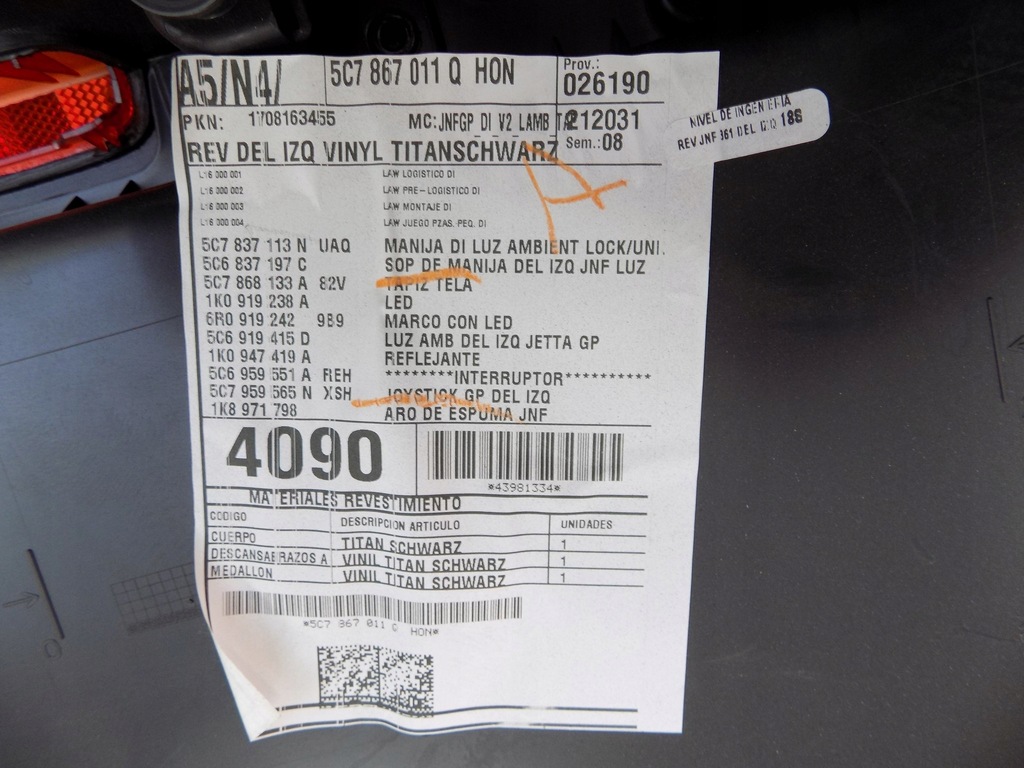 A5/N4/ 5C7 867 011 Q HON Prov.: 026190
PKN: 1708163455 MC:JNFGP DI V2 LAMB TA 212031
REV DEL IZQ VINYL TITANSCHWARZ Sem.:08
NIVEL DE INGENIERIA
REV JNF 361 DEL IZQ 186
A
L16 300 001 LAW LOGISTICO DI
L16 300 002 LAW PRE-LOGISTICO DI
L16 300 003 LAW MONTAJE DI
L16 300 004 LAW JUEGO PZAS.PEQ. DI
5C7 837 113 N UAQ MANIJA DI LUZ AMBIENT LOCK/UNI.
5C6 837 197 C SOP DE MANIJA DEL IZQ JNF LUZ
5C7 868 133 A 82V TAPIZ TELA
1K0 919 238 A LED
6R0 919 242 9B9 MARCO CON LED
5C6 919 415 D LUZ AMB DEL IZQ JETTA GP
1K0 947 419 A REFLEJANTE
5C6 959 551 A REH ********INTERRUPTOR**********
5C7 959 565 N XSH JOYSTICK GP DEL IZQ
1K8 971 798 ARO DE ESPUMA JNF
4090 *43981334*
MATERIALES REVESTIMIENTO
CODIGO DESCRIPCION ARTICULO UNIDADES
CUERPO TITAN SCHWARZ 1
DESCANSABRAZOS A VINIL TITAN SCHWARZ 1
MEDALLON VINIL TITAN SCHWARZ 1
*5C7 867 011 Q HON*